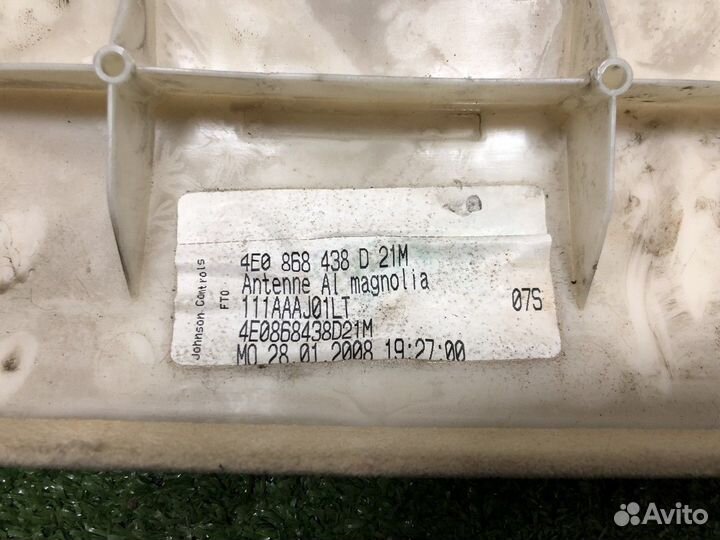 Johnson Controls
FTO
4E0 868 438 D 21M
Antenne Al magnolia
111AAAJ01LT
07S
4E0868438D21M
MO 28 01 2008 19:27:00
Avito